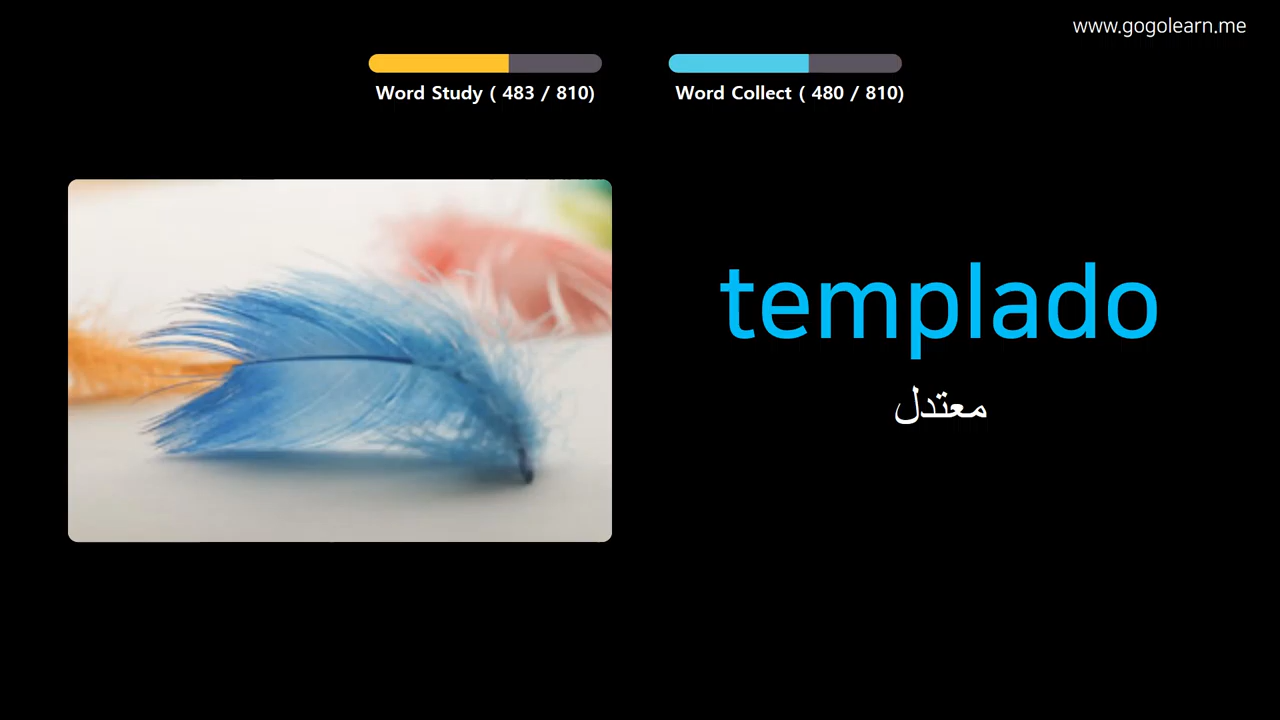 www.gogolearn.me
Word Study ( 483 / 810)
Word Collect ( 480 / 810)
templado
معتدل